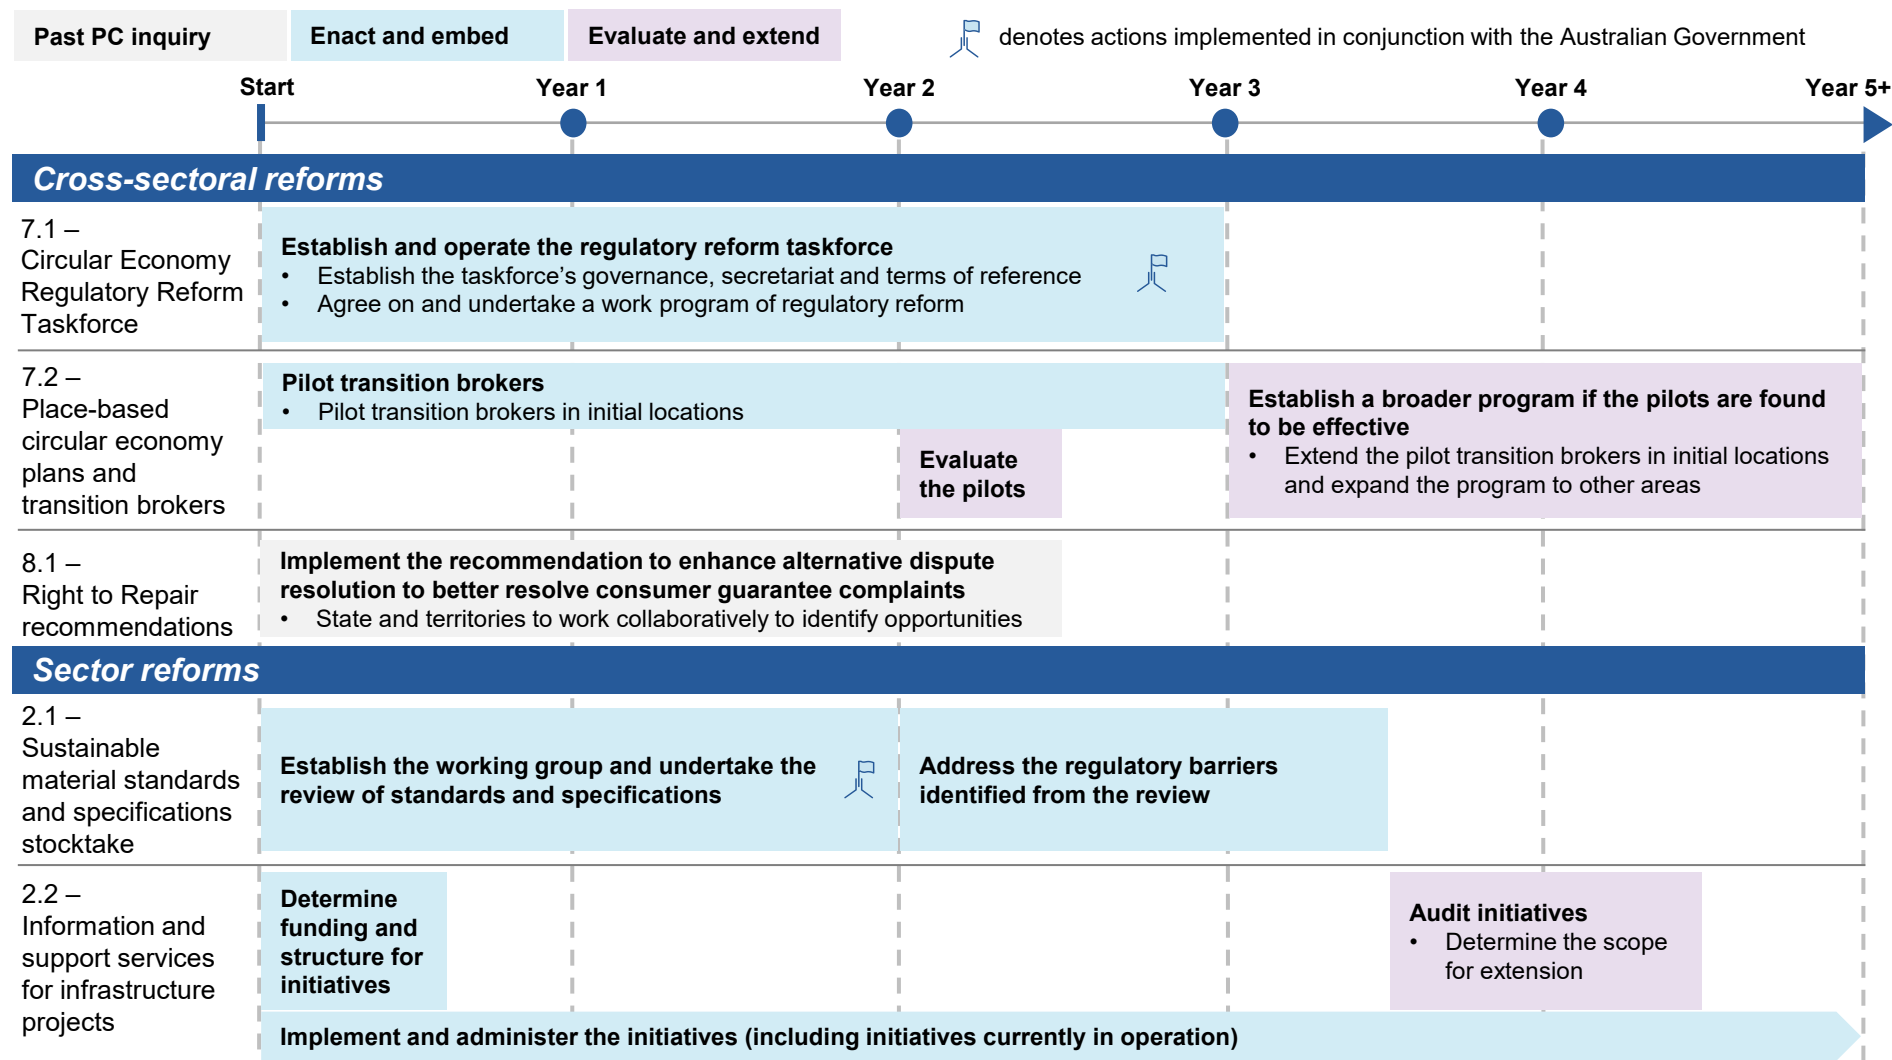 Past PC inquiry
Enact and embed
Evaluate and extend
denotes actions implemented in conjunction with the Australian Government
Start
Year 1
Year 2
Year 3
Year 4
Year 5+
Cross-sectoral reforms
7.1 –
Circular Economy
Regulatory Reform
Taskforce
Establish and operate the regulatory reform taskforce
• Establish the taskforce’s governance, secretariat and terms of reference
• Agree on and undertake a work program of regulatory reform
7.2 –
Place-based
circular economy
plans and
transition brokers
Pilot transition brokers
• Pilot transition brokers in initial locations
Evaluate
the pilots
Establish a broader program if the pilots are found
to be effective
• Extend the pilot transition brokers in initial locations
and expand the program to other areas
8.1 –
Right to Repair
recommendations
Implement the recommendation to enhance alternative dispute
resolution to better resolve consumer guarantee complaints
• State and territories to work collaboratively to identify opportunities
Sector reforms
2.1 –
Sustainable
material standards
and specifications
stocktake
Establish the working group and undertake the
review of standards and specifications
Address the regulatory barriers
identified from the review
2.2 –
Information and
support services
for infrastructure
projects
Determine
funding and
structure for
initiatives
Audit initiatives
• Determine the scope
for extension
Implement and administer the initiatives (including initiatives currently in operation)